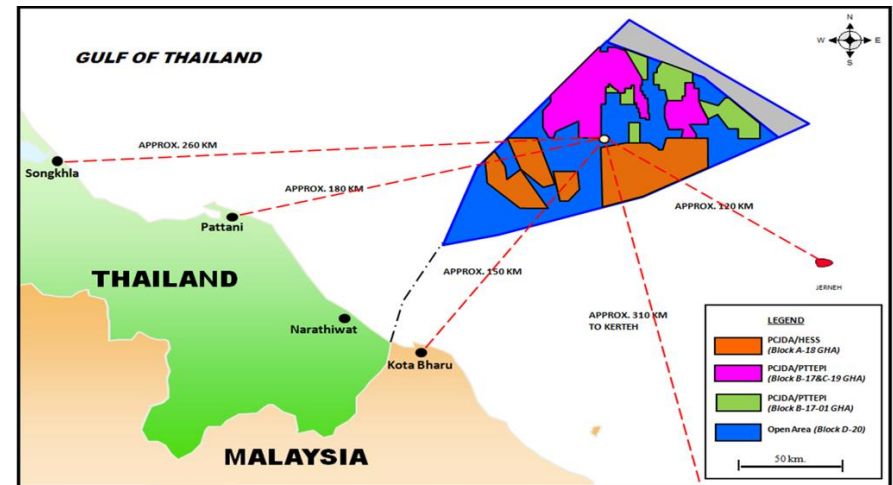 GULF OF THAILAND
N
W
E
S
APPROX. 260 KM
Songkhla
APPROX. 180 KM
Pattani
APPROX. 120 KM
THAILAND
APPROX. 150 KM
JERNEH
Narathiwat
APPROX. 310 KM
TO KERTEH
Kota Bharu
MALAYSIA
LEGEND
PCJDA/HESS
(Block A-18 GHA)
PCJDA/PTTEPI
(Block B-17&C-19 GHA)
PCJDA/PTTEPI
(Block B-17-01 GHA)
Open Area (Block D-20)
50 km.